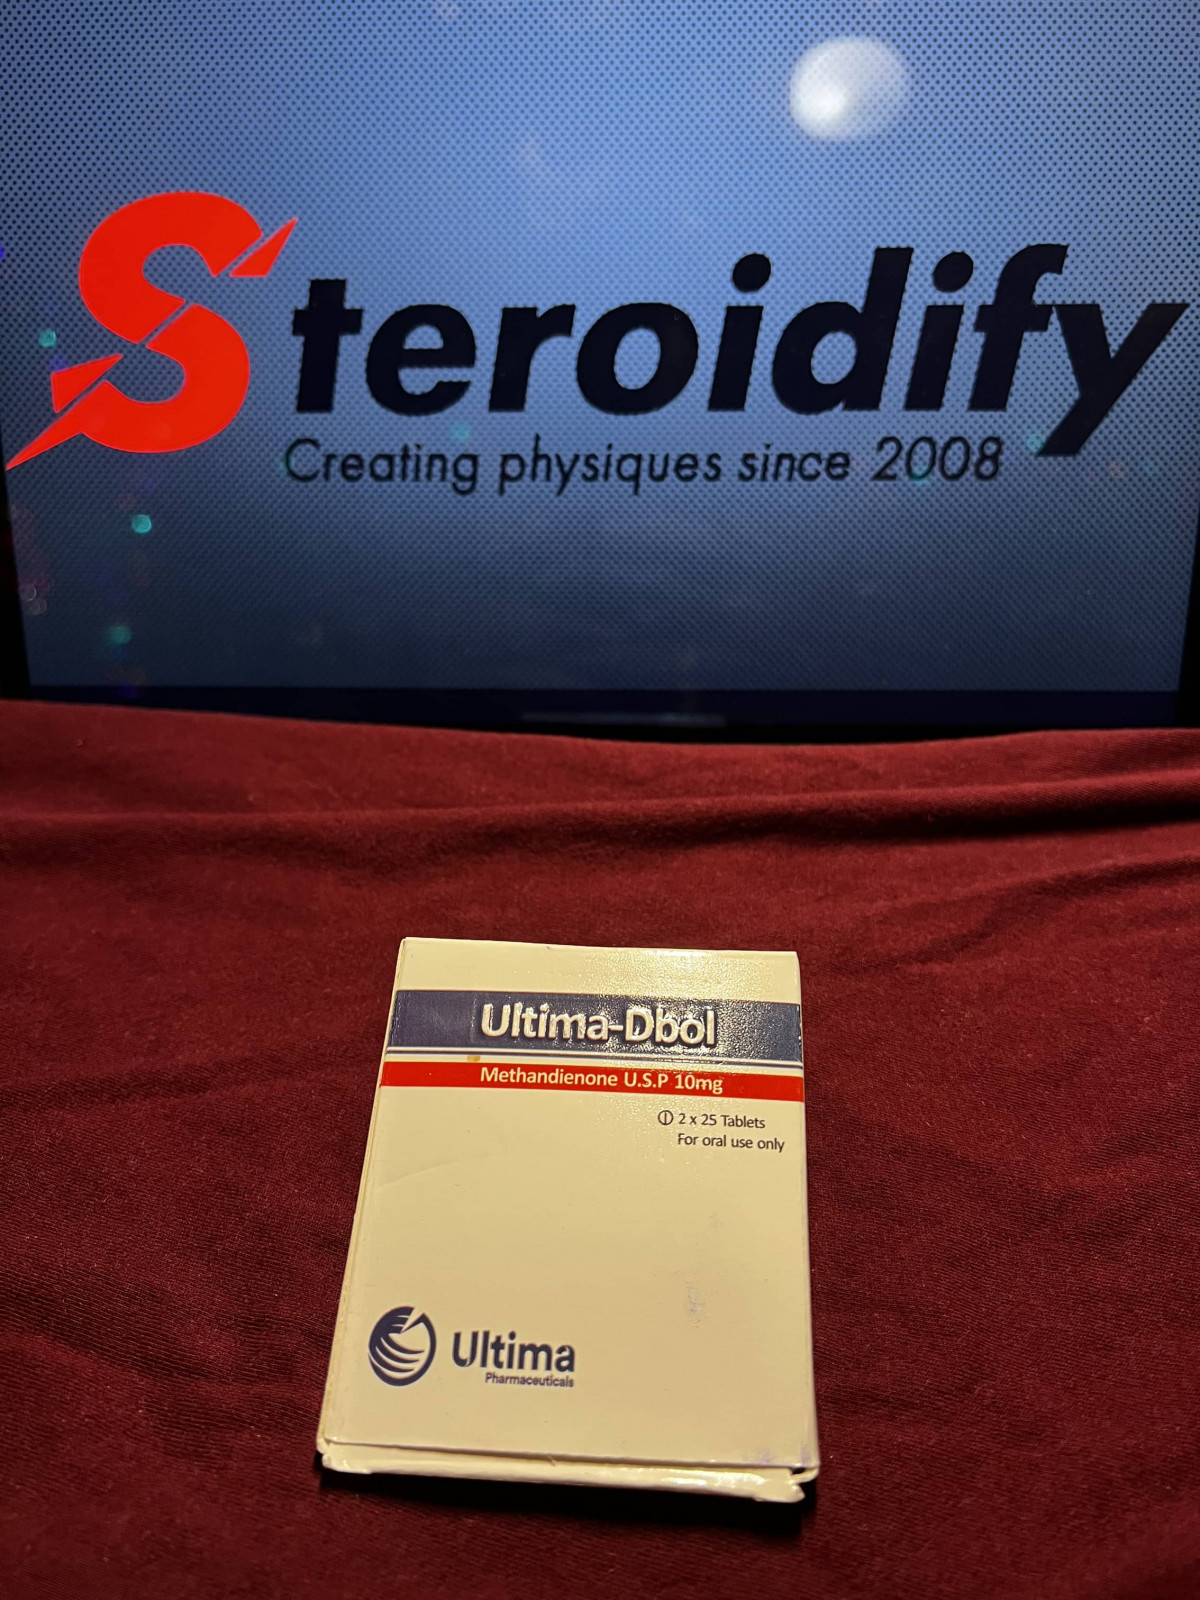 Steroidify
Creating physiques since 2008
Ultima-Dbol
Methandienone U.S.P 10mg
2 x 25 Tablets
For oral use only
Ultima
Pharmaceuticals